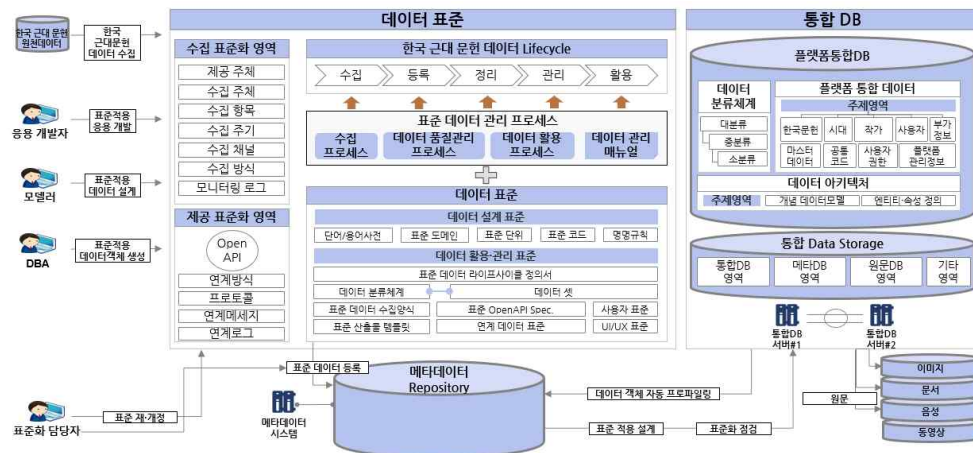 한국 근대 문헌
원천데이터
한국
근대문헌
데이터 수집
응용 개발자
표준적용
응용 개발
모델러
표준적용
데이터 설계
DBA
표준적용
데이터객체 생성
표준화 담당자
표준 재·개정
데이터 표준
수집 표준화 영역
제공 주체
수집 주체
수집 항목
수집 주기
수집 채널
수집 방식
모니터링 로그
제공 표준화 영역
Open
API
연계방식
프로토콜
연계메세지
연계로그
한국 근대 문헌 데이터 Lifecycle
수집
등록
정리
관리
활용
표준 데이터 관리 프로세스
수집
프로세스
데이터 품질관리
프로세스
데이터 활용
프로세스
데이터 관리
매뉴얼
데이터 표준
데이터 설계 표준
단어/용어사전
표준 도메인
표준 단위
표준 코드
명명규칙
데이터 활용·관리 표준
표준 데이터 라이프사이클 정의서
데이터 분류체계
데이터 셋
표준 데이터 수집양식
표준 OpenAPI Spec.
사용자 표준
표준 산출물 템플릿
연계 데이터 표준
UI/UX 표준
통합 DB
플랫폼통합DB
데이터
분류체계
대분류
중분류
소분류
플랫폼 통합 데이터
주제영역
한국문헌
시대
작가
사용자
부가
정보
마스터
데이터
공통
코드
사용자
권한
플랫폼
관리정보
데이터 아키텍처
주제영역
개념 데이터모델
엔티티·속성 정의
통합 Data Storage
통합DB
영역
메타DB
영역
원문DB
영역
기타
영역
통합DB
서버#1
통합DB
서버#2
표준 데이터 등록
메타데이터
Repository
메타데이터
시스템
데이터 객체 자동 프로파일링
표준 적용 설계
표준화 점검
원문
이미지
문서
음성
동영상